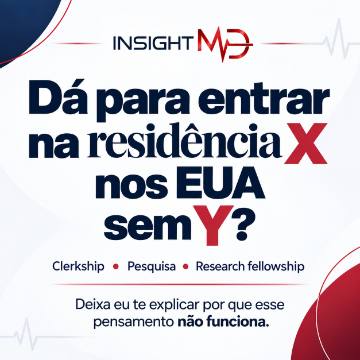 INSIGHT MD
Dá para entrar
na residência X
nos EUA
sem Y?
Clerkship • Pesquisa • Research fellowship
Deixa eu te explicar por que esse
pensamento não funciona.